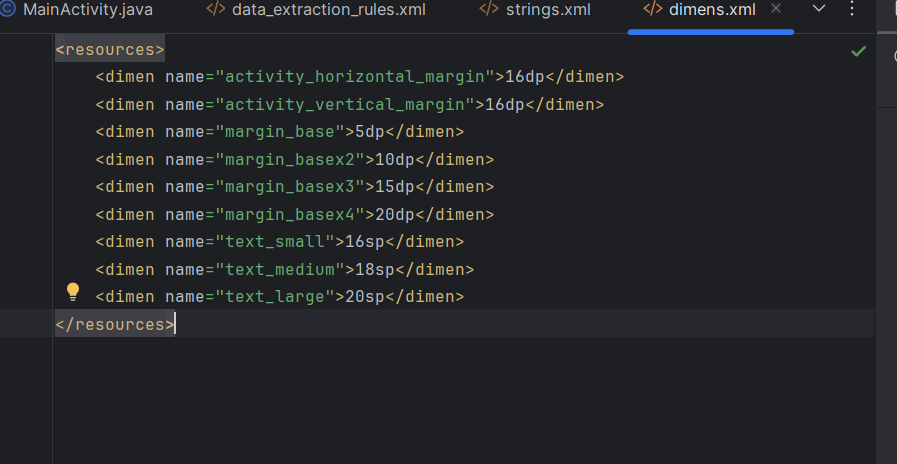 MainActivity.java data_extraction_rules.xml strings.xml dimens.xml
<resources>
    <dimen name="activity_horizontal_margin">16dp</dimen>
    <dimen name="activity_vertical_margin">16dp</dimen>
    <dimen name="margin_base">5dp</dimen>
    <dimen name="margin_basex2">10dp</dimen>
    <dimen name="margin_basex3">15dp</dimen>
    <dimen name="margin_basex4">20dp</dimen>
    <dimen name="text_small">16sp</dimen>
    <dimen name="text_medium">18sp</dimen>
    <dimen name="text_large">20sp</dimen>
</resources>